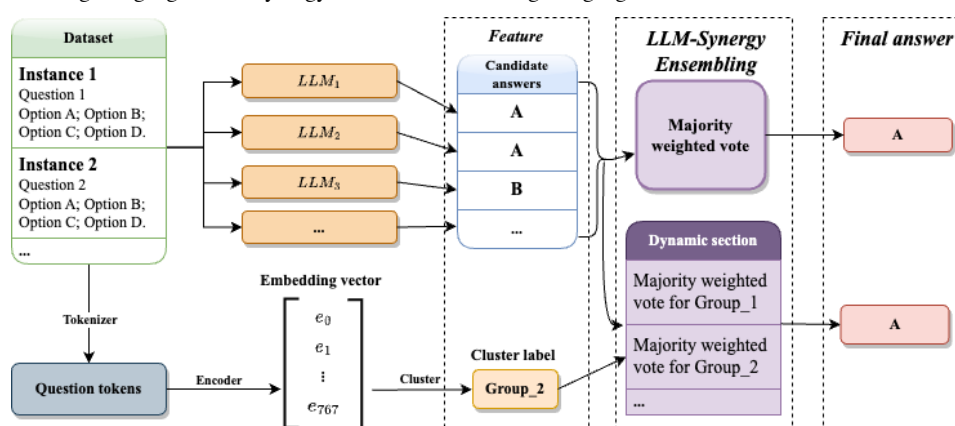 Dataset
Instance 1
Question 1
Option A; Option B;
Option C; Option D.
Instance 2
Question 2
Option A; Option B;
Option C; Option D.
...
LLM₁
LLM₂
LLM₃
...
Feature
Candidate
answers
A
A
B
...
LLM-Synergy
Ensembling
Majority
weighted vote
Final answer
A
Dynamic section
Majority weighted
vote for Group_1
Majority weighted
vote for Group_2
...
A
Tokenizer
Question tokens
Encoder
Embedding vector
e₀
e₁
⋮
e₇₆₇
Cluster
Cluster label
Group_2